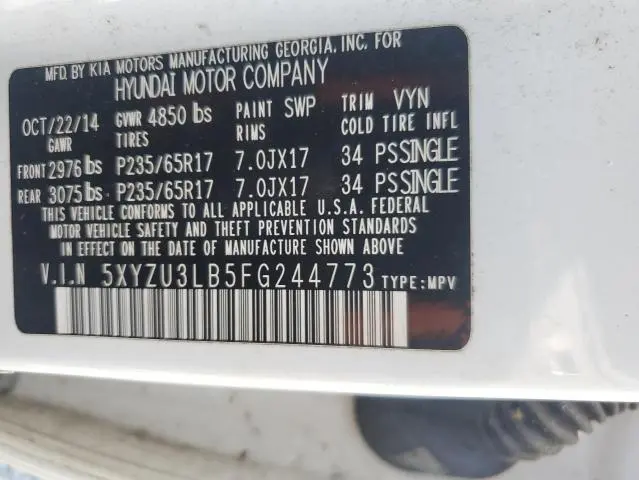 MFD. BY KIA MOTORS MANUFACTURING GEORGIA, INC. FOR
HYUNDAI MOTOR COMPANY
OCT/22/14 GVWR 4850 lbs PAINT SWP TRIM VYN
GAWR TIRES RIMS COLD TIRE INFL
FRONT 2976 lbs P235/65R17 7.0JX17 34 PSSINGLE
REAR 3075 lbs P235/65R17 7.0JX17 34 PSSINGLE
THIS VEHICLE CONFORMS TO ALL APPLICABLE U.S.A. FEDERAL
MOTOR VEHICLE SAFETY AND THEFT PREVENTION STANDARDS
IN EFFECT ON THE DATE OF MANUFACTURE SHOWN ABOVE.
V.I.N 5XYZU3LB5FG244773 TYPE:MPV